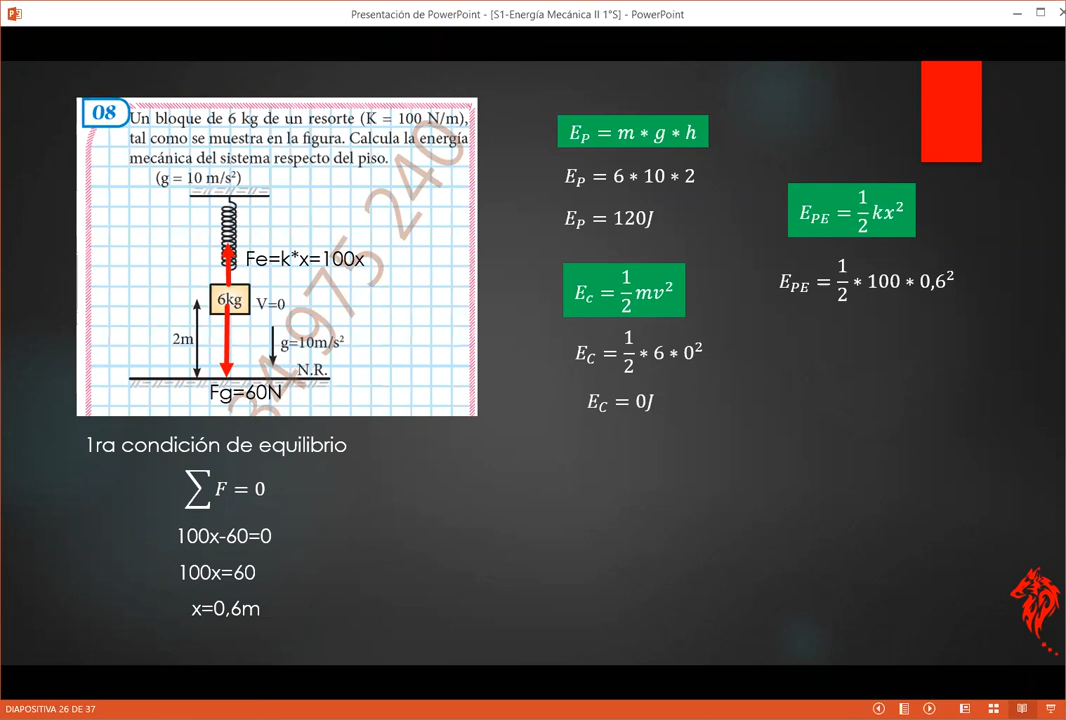 Presentación de PowerPoint - [S1-Energía Mecánica II 1°S] - PowerPoint
08
Un bloque de 6 kg de un resorte (K = 100 N/m),
tal como se muestra en la figura. Calcula la energía
mecánica del sistema respecto del piso.
(g = 10 m/s²)
Fe=k*x=100x
6kg
V=0
2m
g=10m/s²
N.R.
Fg=60N
34 975 240
1ra condición de equilibrio
∑F = 0
100x-60=0
100x=60
x=0,6m
E_P = m * g * h
E_P = 6 * 10 * 2
E_P = 120J
E_c = 1/2 mv²
E_C = 1/2 * 6 * 0²
E_C = 0J
E_PE = 1/2 kx²
E_PE = 1/2 * 100 * 0,6²
DIAPOSITIVA 26 DE 37